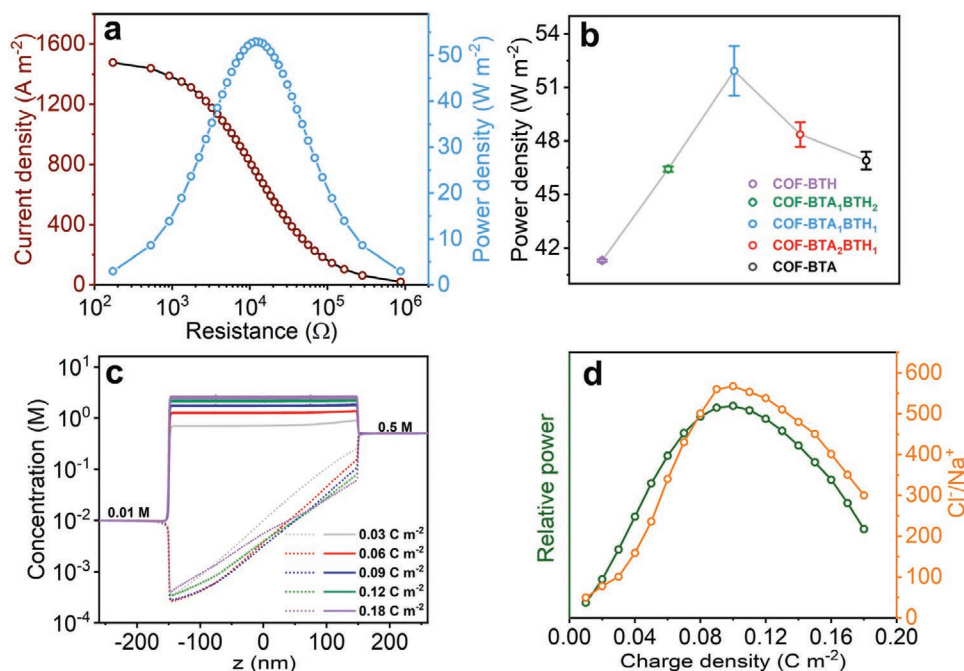 a
Current density (A m⁻²)
1600
1200
800
400
0
Power density (W m⁻²)
50
40
30
20
10
0
10² 10³ 10⁴ 10⁵ 10⁶
Resistance (Ω)
b
Power density (W m⁻²)
54
51
48
45
42
COF-BTH
COF-BTA₁BTH₂
COF-BTA₁BTH₁
COF-BTA₂BTH₁
COF-BTA
c
Concentration (M)
10¹
10⁰
10⁻¹
10⁻²
10⁻³
10⁻⁴
0.01 M
0.5 M
0.03 C m⁻²
0.06 C m⁻²
0.09 C m⁻²
0.12 C m⁻²
0.18 C m⁻²
-200 -100 0 100 200
z (nm)
d
Relative power
Cl⁻/Na⁺
600
500
400
300
200
100
0
0.00 0.04 0.08 0.12 0.16 0.20
Charge density (C m⁻²)